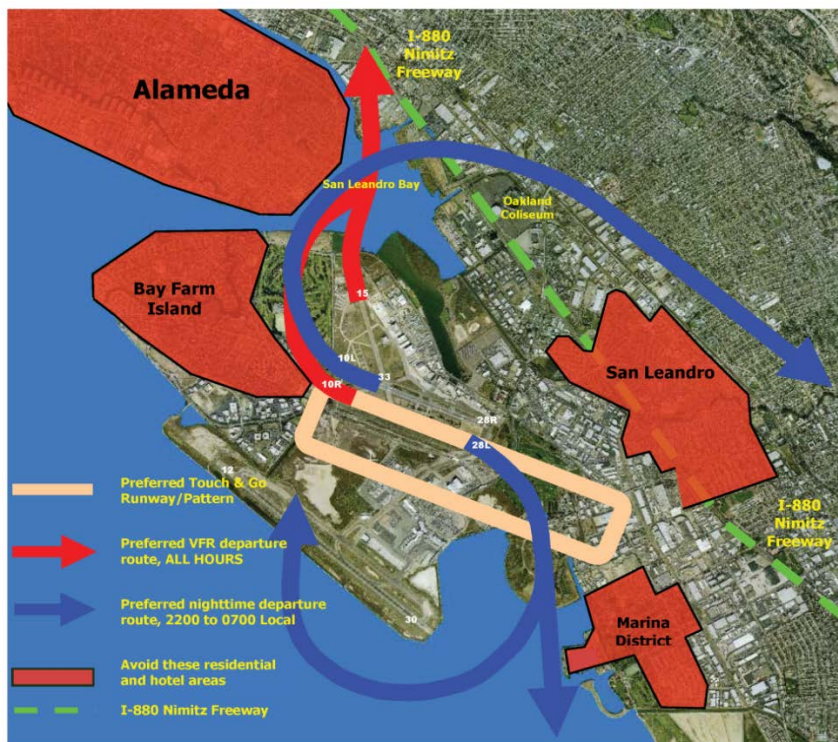 I-880
Nimitz
Freeway
Alameda
San Leandro Bay
Oakland
Coliseum
Bay Farm
Island
15
10L
33
10R
San Leandro
28R
28L
12
Preferred Touch & Go
Runway/Pattern
I-880
Nimitz
Freeway
Preferred VFR departure
route, ALL HOURS
Preferred nighttime departure
route, 2200 to 0700 Local
30
Marina
District
Avoid these residential
and hotel areas
I-880 Nimitz Freeway